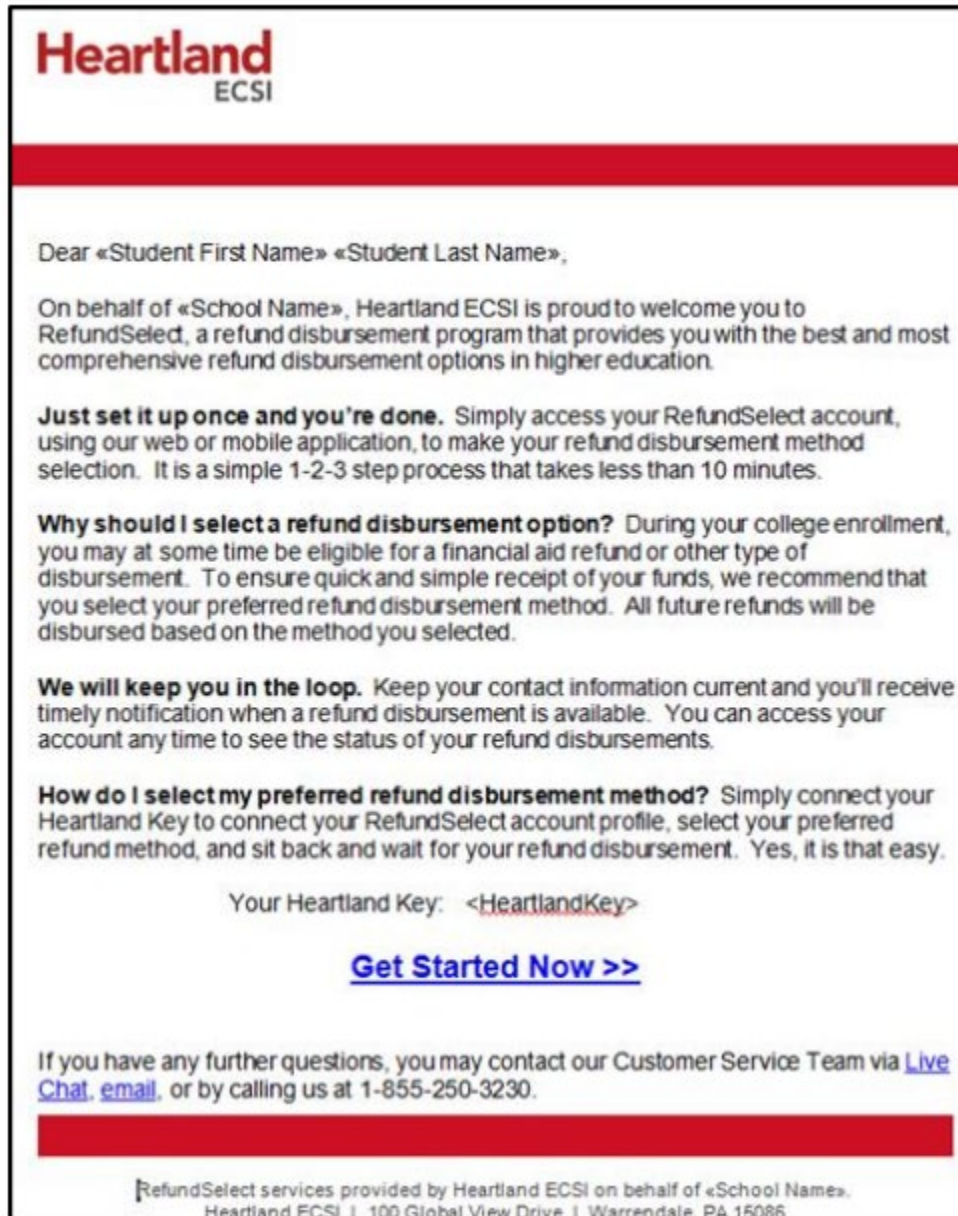 Heartland
ECSI
Dear «Student First Name» «Student Last Name»,
On behalf of «School Name», Heartland ECSI is proud to welcome you to
RefundSelect, a refund disbursement program that provides you with the best and most
comprehensive refund disbursement options in higher education.
Just set it up once and you're done. Simply access your RefundSelect account,
using our web or mobile application, to make your refund disbursement method
selection. It is a simple 1-2-3 step process that takes less than 10 minutes.
Why should I select a refund disbursement option? During your college enrollment,
you may at some time be eligible for a financial aid refund or other type of
disbursement. To ensure quick and simple receipt of your funds, we recommend that
you select your preferred refund disbursement method. All future refunds will be
disbursed based on the method you selected.
We will keep you in the loop. Keep your contact information current and you'll receive
timely notification when a refund disbursement is available. You can access your
account any time to see the status of your refund disbursements.
How do I select my preferred refund disbursement method? Simply connect your
Heartland Key to connect your RefundSelect account profile, select your preferred
refund method, and sit back and wait for your refund disbursement. Yes, it is that easy.
Your Heartland Key: <HeartlandKey>
Get Started Now >>
If you have any further questions, you may contact our Customer Service Team via Live
Chat, email, or by calling us at 1-855-250-3230.
RefundSelect services provided by Heartland ECSI on behalf of «School Name».
Heartland ECSI | 100 Global View Drive | Warrendale, PA 15086